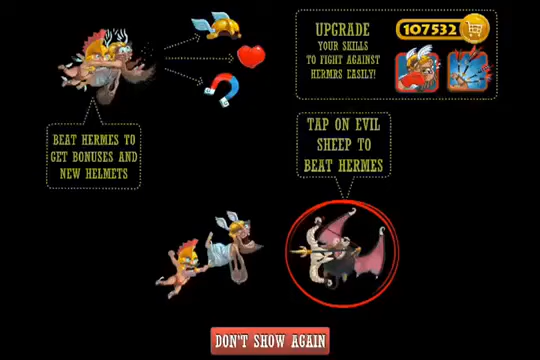 UPGRADE
YOUR SKILLS
TO FIGHT AGAINST
HERMRS EASILY!
107532
BEAT HERMES TO
GET BONUSES AND
NEW HELMETS
TAP ON EVIL
SHEEP TO
BEAT HERMES
DON'T SHOW AGAIN